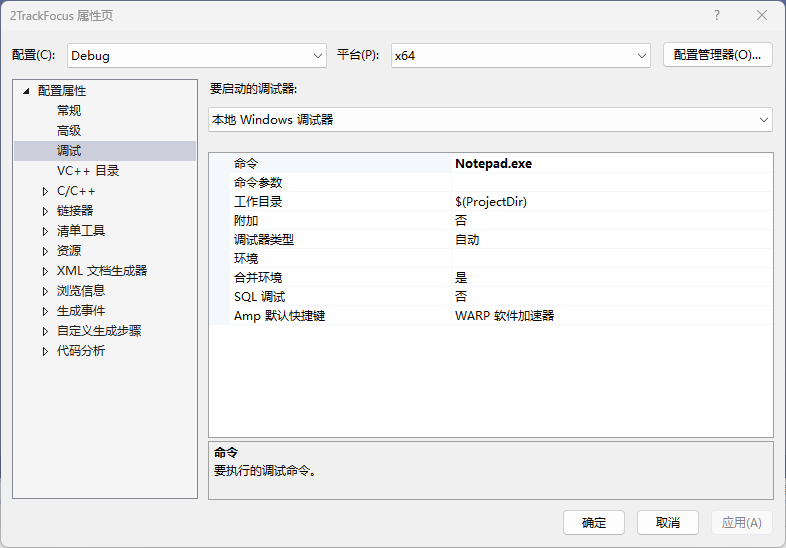 2TrackFocus 属性页
配置(C): Debug 平台(P): x64 配置管理器(O)...
配置属性
常规
高级
调试
VC++ 目录
C/C++
链接器
清单工具
资源
XML 文档生成器
浏览信息
生成事件
自定义生成步骤
代码分析
要启动的调试器:
本地 Windows 调试器
命令 Notepad.exe
命令参数
工作目录 $(ProjectDir)
附加 否
调试器类型 自动
环境
合并环境 是
SQL 调试 否
Amp 默认快捷键 WARP 软件加速器
命令
要执行的调试命令。
确定 取消 应用(A)